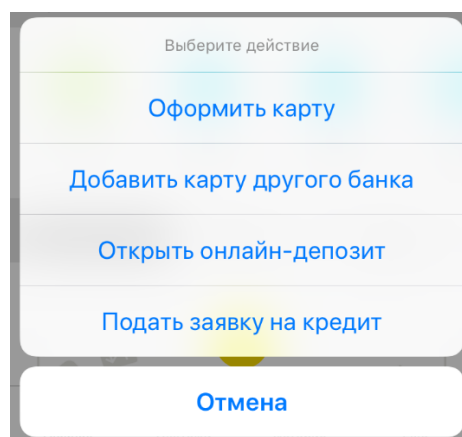 Выберите действие
Оформить карту
Добавить карту другого банка
Открыть онлайн-депозит
Подать заявку на кредит
Отмена